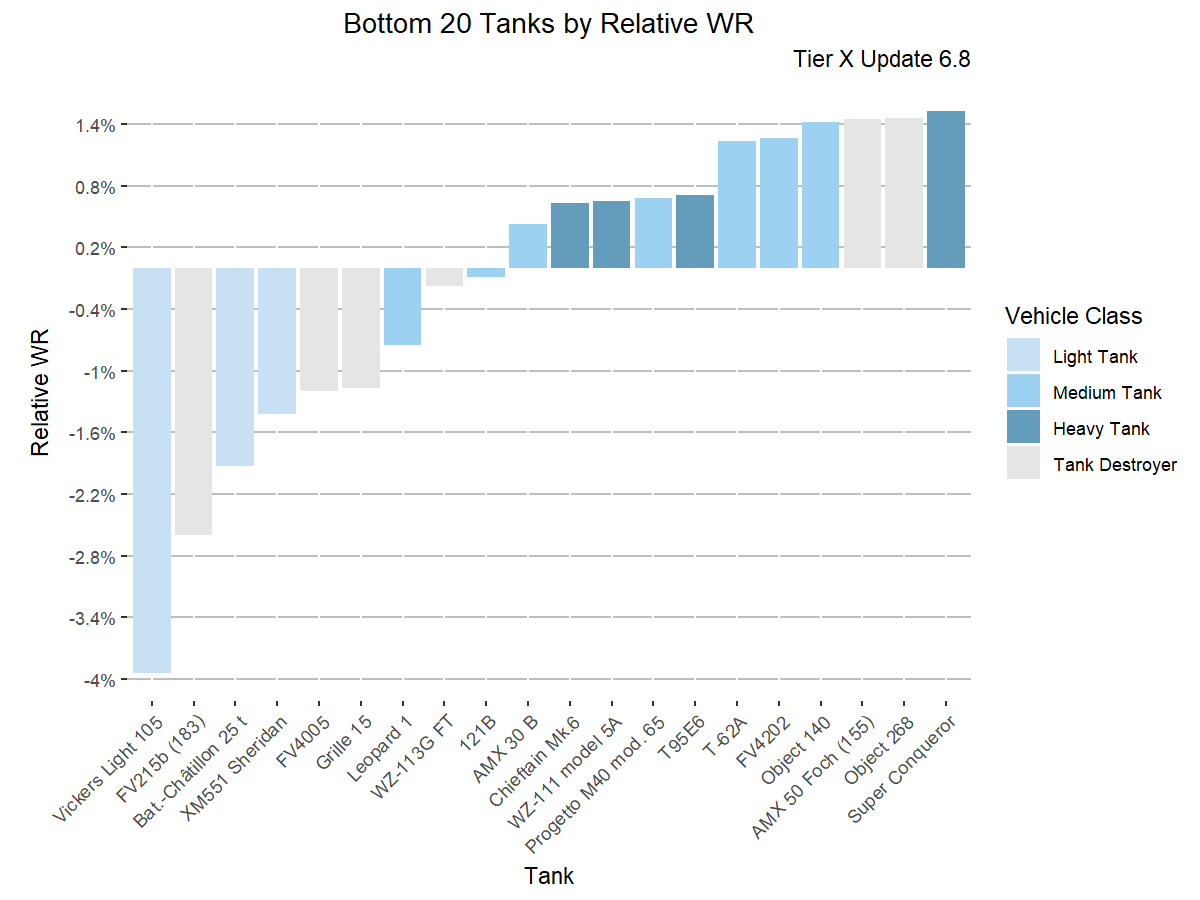 Bottom 20 Tanks by Relative WR
Tier X Update 6.8
1.4%
0.8%
0.2%
-0.4%
-1%
-1.6%
-2.2%
-2.8%
-3.4%
-4%
Relative WR
Vickers Light 105
FV215b (183)
Bat.-Châtillon 25 t
XM551 Sheridan
FV4005
Grille 15
Leopard 1
WZ-113G FT
121B
AMX 30 B
Chieftain Mk.6
WZ-111 model 5A
Progetto M40 mod. 65
T95E6
T-62A
FV4202
Object 140
AMX 50 Foch (155)
Object 268
Super Conqueror
Tank
Vehicle Class
Light Tank
Medium Tank
Heavy Tank
Tank Destroyer